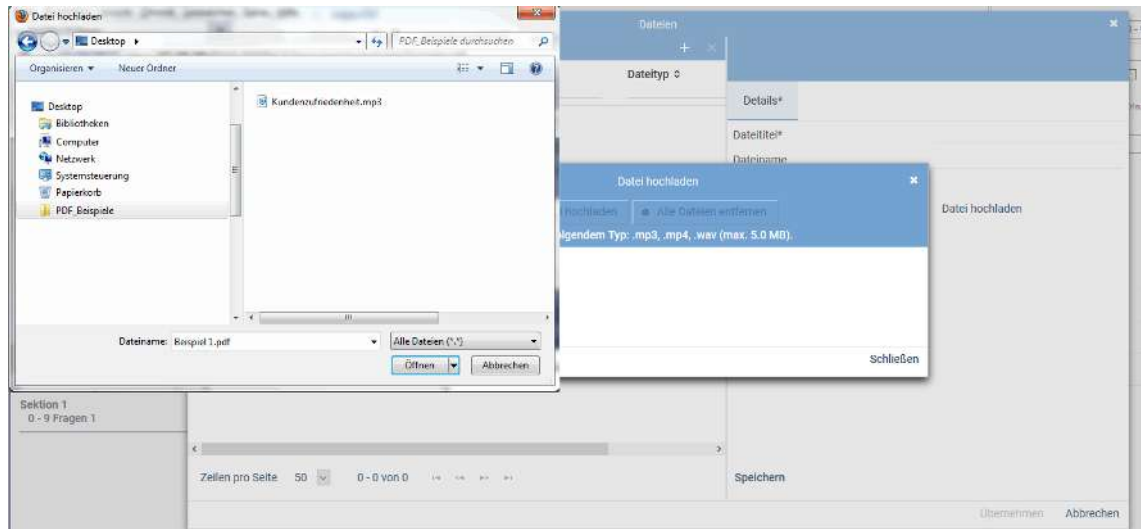 Datei hochladen
Desktop
PDF_Beispiele durchsuchen
Organisieren
Neuer Ordner
Desktop
Bibliotheken
Computer
Netzwerk
Systemsteuerung
Papierkorb
PDF_Beispiele
Kundenzufriedenheit.mp3
Dateiname: Beispiel 1.pdf
Alle Dateien (*.*)
Öffnen
Abbrechen
Dateien
Dateityp
Details*
Dateititel*
Dateiname
Datei hochladen
Datei hochladen
hochladen
Alle Dateien entfernen
lgendem Typ: .mp3, .mp4, .wav (max. 5.0 MB).
Schließen
Sektion 1
0 - 9 Fragen 1
Zeilen pro Seite 50 0 - 0 von 0
Speichern
Übernehmen Abbrechen